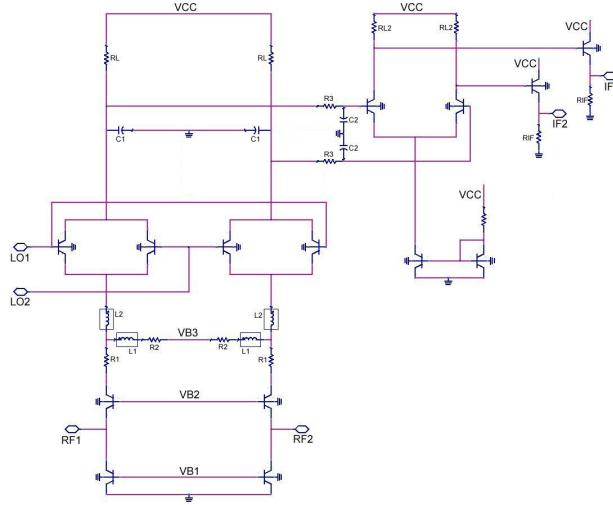 VCC
VCC
VCC
RL
RL
RL2
RL2
VCC
IF
RIF
IF2
RIF
R3
C2
C2
R3
C1
C1
VCC
LO1
LO2
L2
L2
VB3
L1
R2
R2
L1
R1
R1
VB2
RF1
RF2
VB1